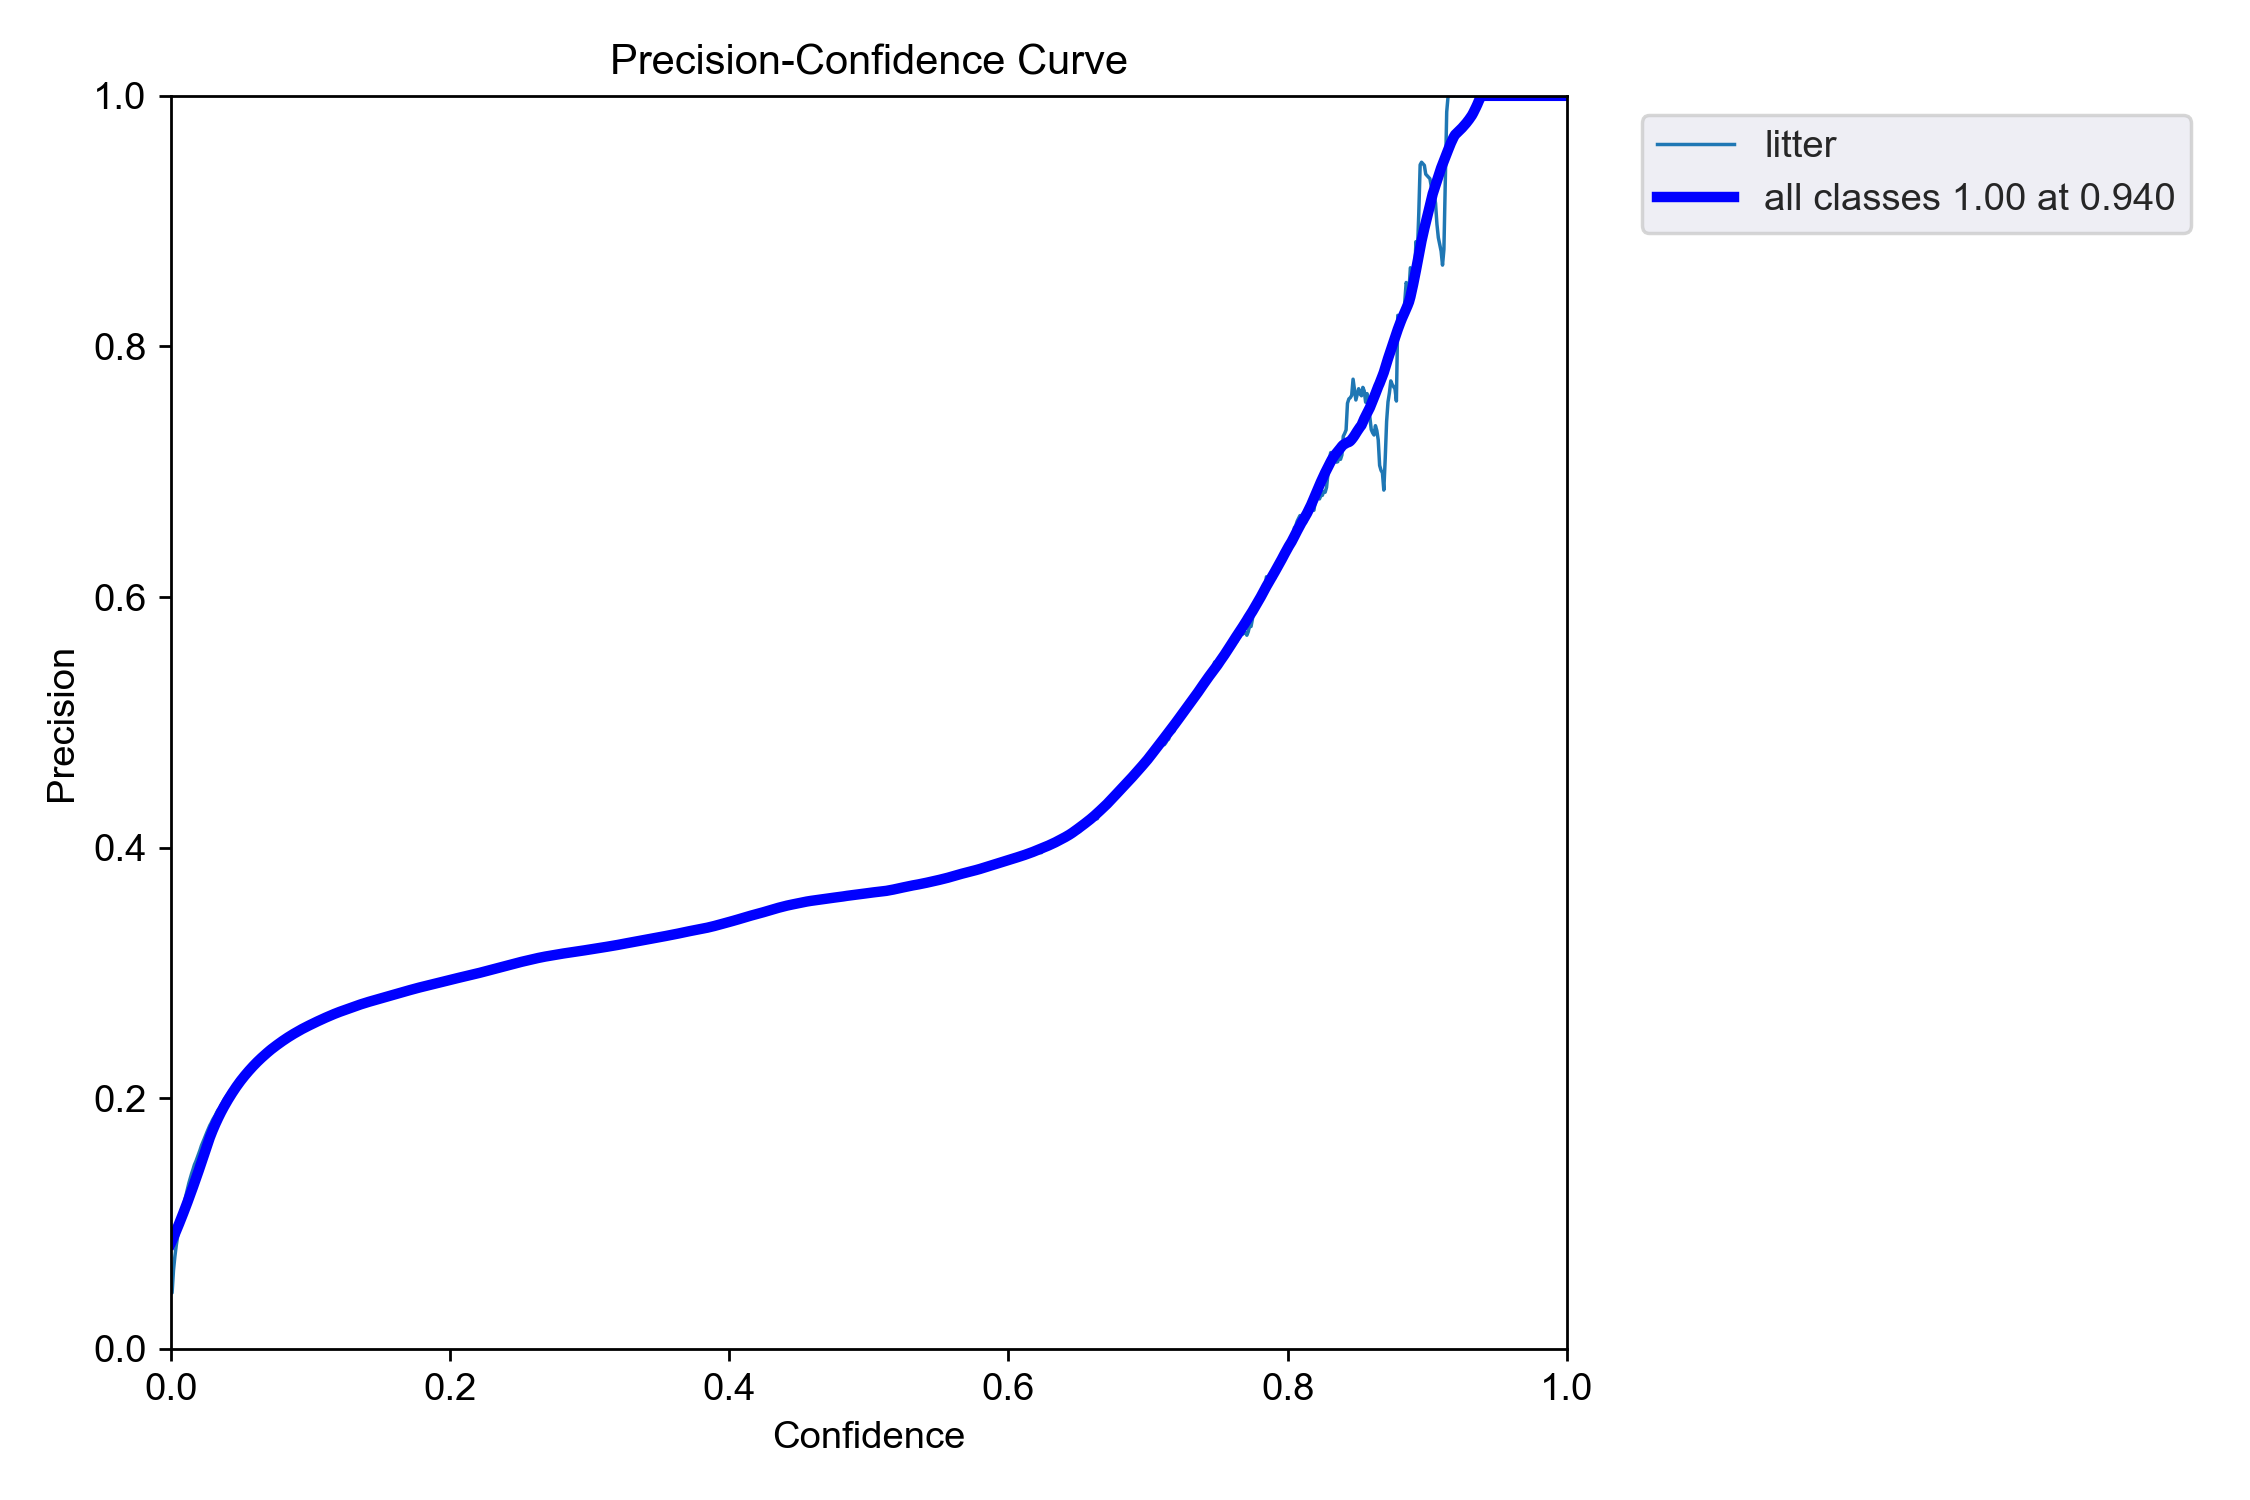 Precision-Confidence Curve
litter
all classes 1.00 at 0.940
1.0
0.8
0.6
0.4
0.2
0.0
Precision
0.0 0.2 0.4 0.6 0.8 1.0
Confidence